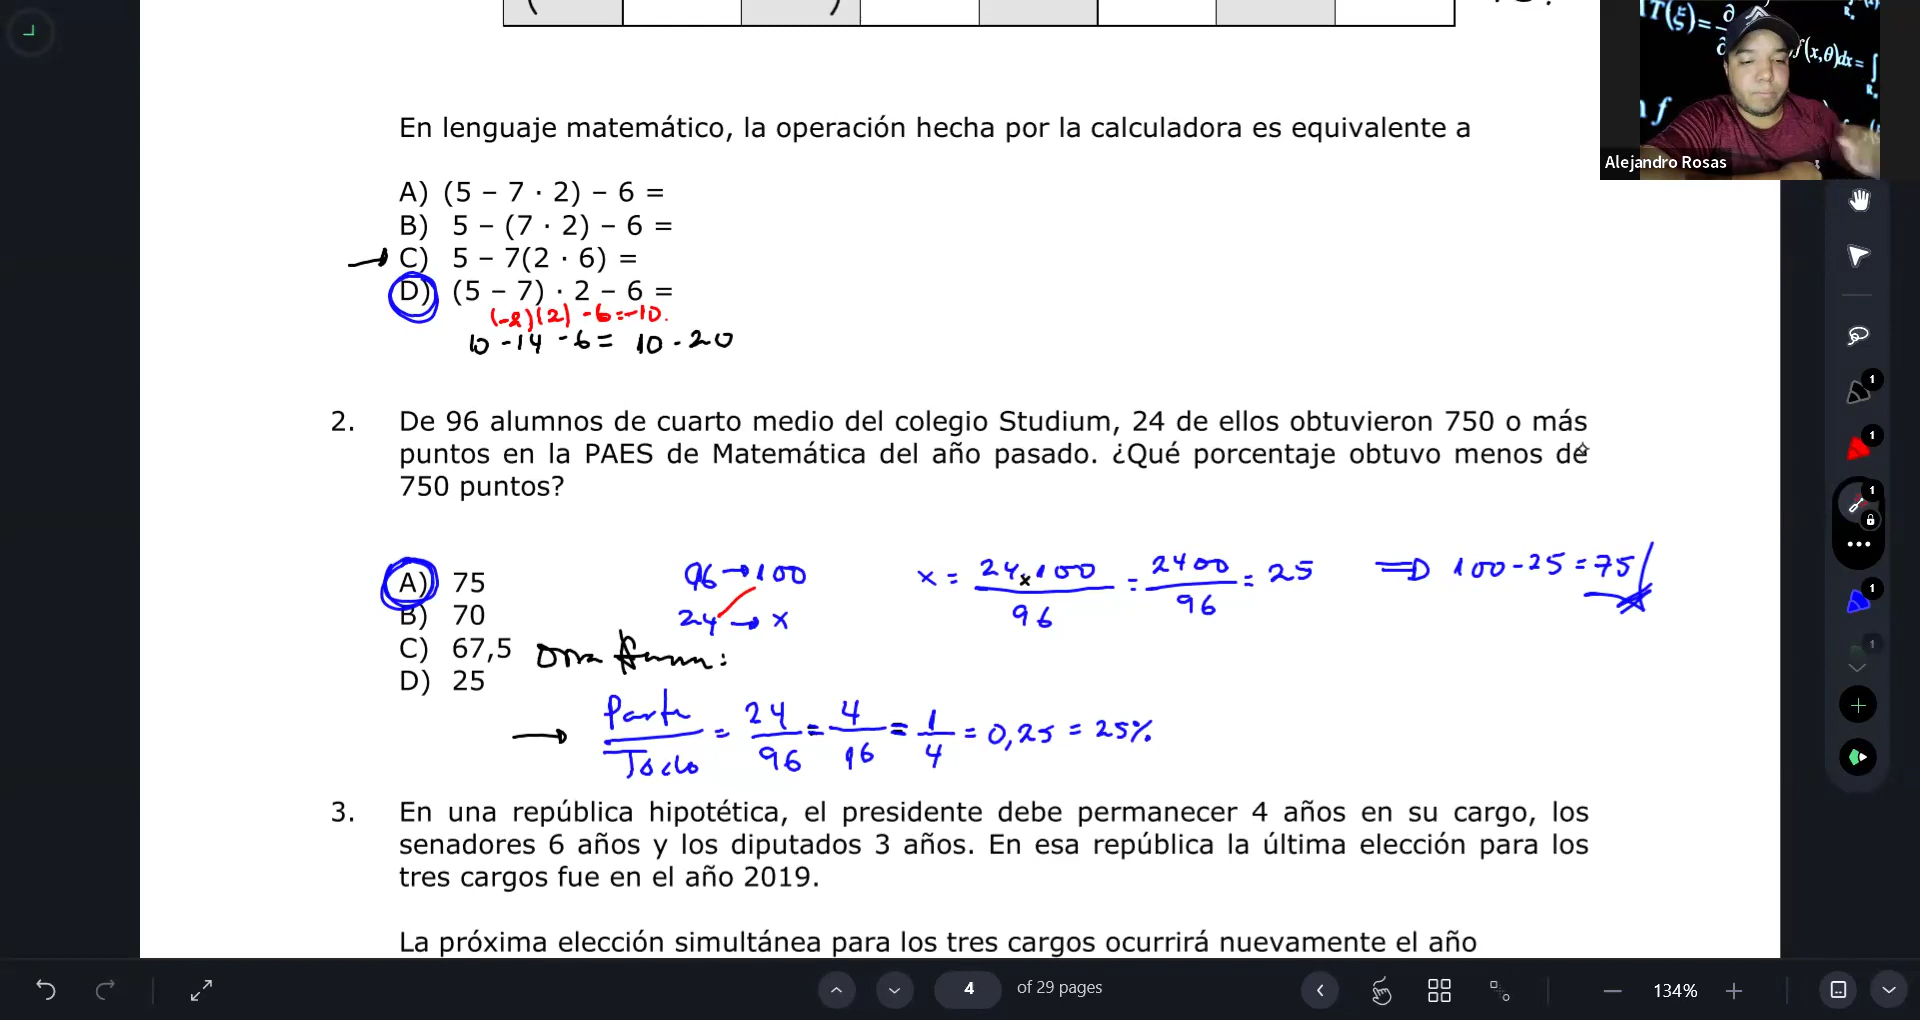 T(ξ)=
f(x,θ)dx =
Alejandro Rosas
En lenguaje matemático, la operación hecha por la calculadora es equivalente a
A) (5 – 7 · 2) – 6 =
B) 5 – (7 · 2) – 6 =
C) 5 – 7(2 · 6) =
D) (5 – 7) · 2 – 6 =
(-2)(2) - 6 = -10.
10 - 14 - 6 = 10 - 20
2. De 96 alumnos de cuarto medio del colegio Studium, 24 de ellos obtuvieron 750 o más
puntos en la PAES de Matemática del año pasado. ¿Qué porcentaje obtuvo menos de
750 puntos?
A) 75
B) 70
C) 67,5
D) 25
96 → 100
24 → x
x = 24 x 100 / 96 = 2400 / 96 = 25 ⇒ 100 - 25 = 75
Otra forma:
→ Parte / Todo = 24 / 96 = 4 / 16 = 1 / 4 = 0,25 = 25%
3. En una república hipotética, el presidente debe permanecer 4 años en su cargo, los
senadores 6 años y los diputados 3 años. En esa república la última elección para los
tres cargos fue en el año 2019.
La próxima elección simultánea para los tres cargos ocurrirá nuevamente el año
1
1
1
1
1
4 of 29 pages
134%